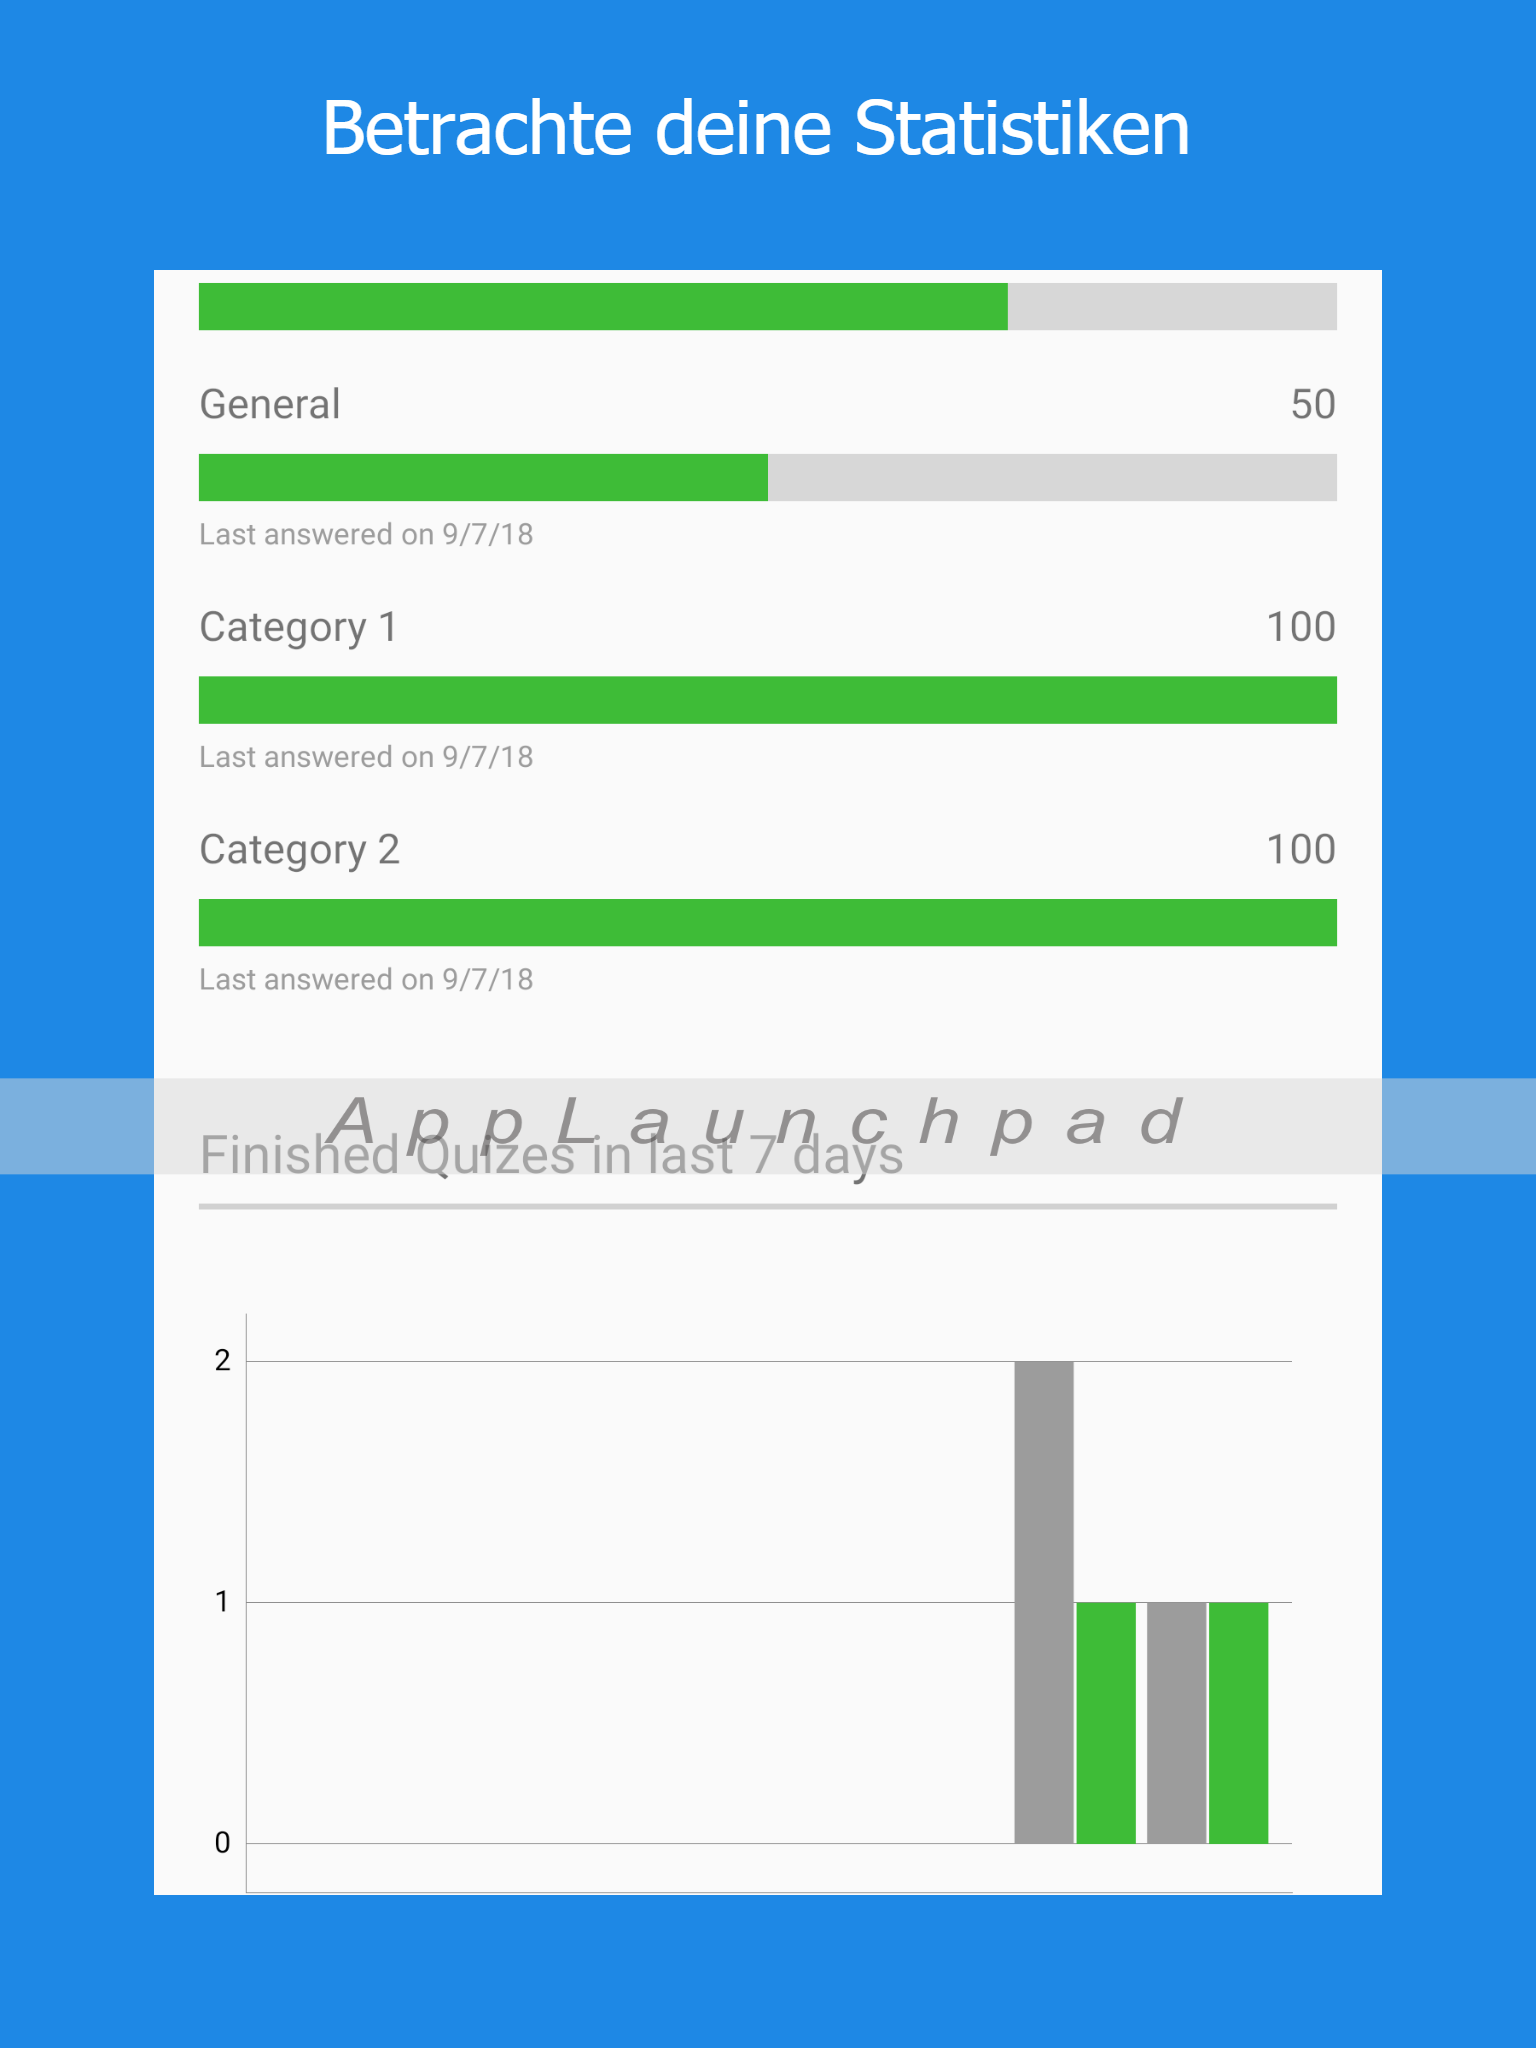 Betrachte deine Statistiken
General 50
Last answered on 9/7/18
Category 1 100
Last answered on 9/7/18
Category 2 100
Last answered on 9/7/18
AppLaunchpad
Finished Quizes in last 7 days
2
1
0